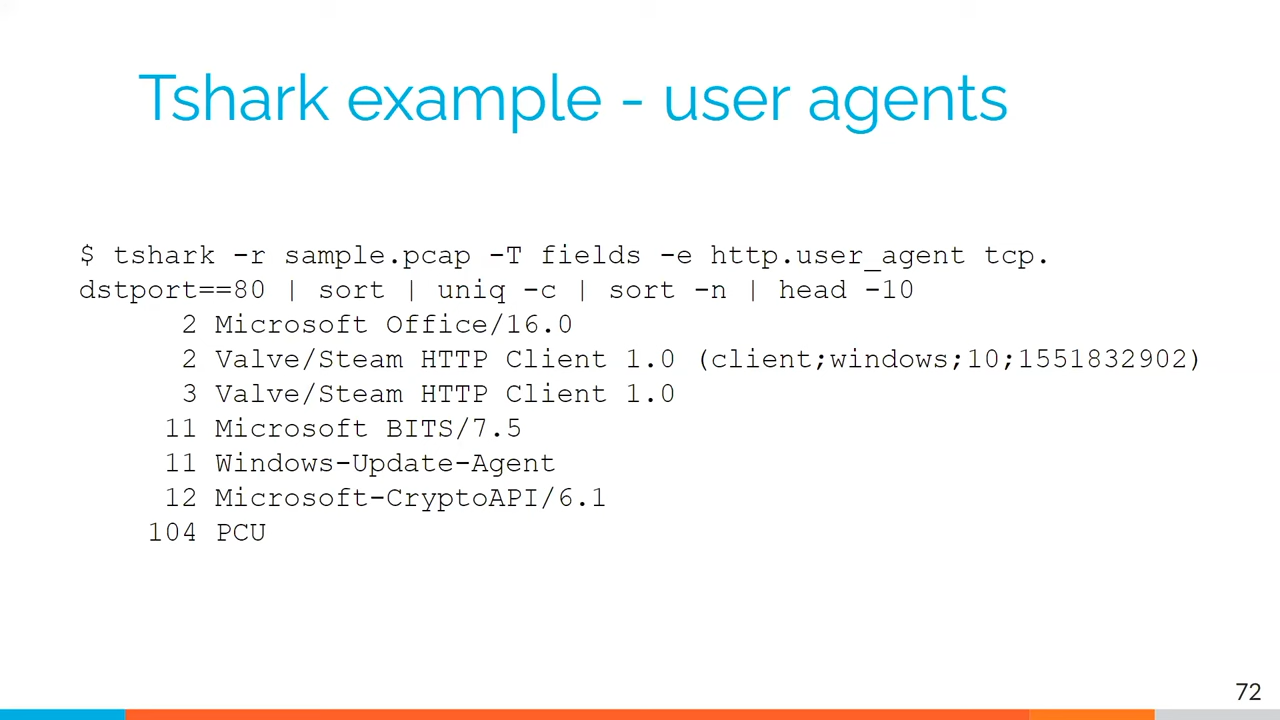 Tshark example - user agents
$ tshark -r sample.pcap -T fields -e http.user_agent tcp.
dstport==80 | sort | uniq -c | sort -n | head -10
2 Microsoft Office/16.0
2 Valve/Steam HTTP Client 1.0 (client;windows;10;1551832902)
3 Valve/Steam HTTP Client 1.0
11 Microsoft BITS/7.5
11 Windows-Update-Agent
12 Microsoft-CryptoAPI/6.1
104 PCU
72